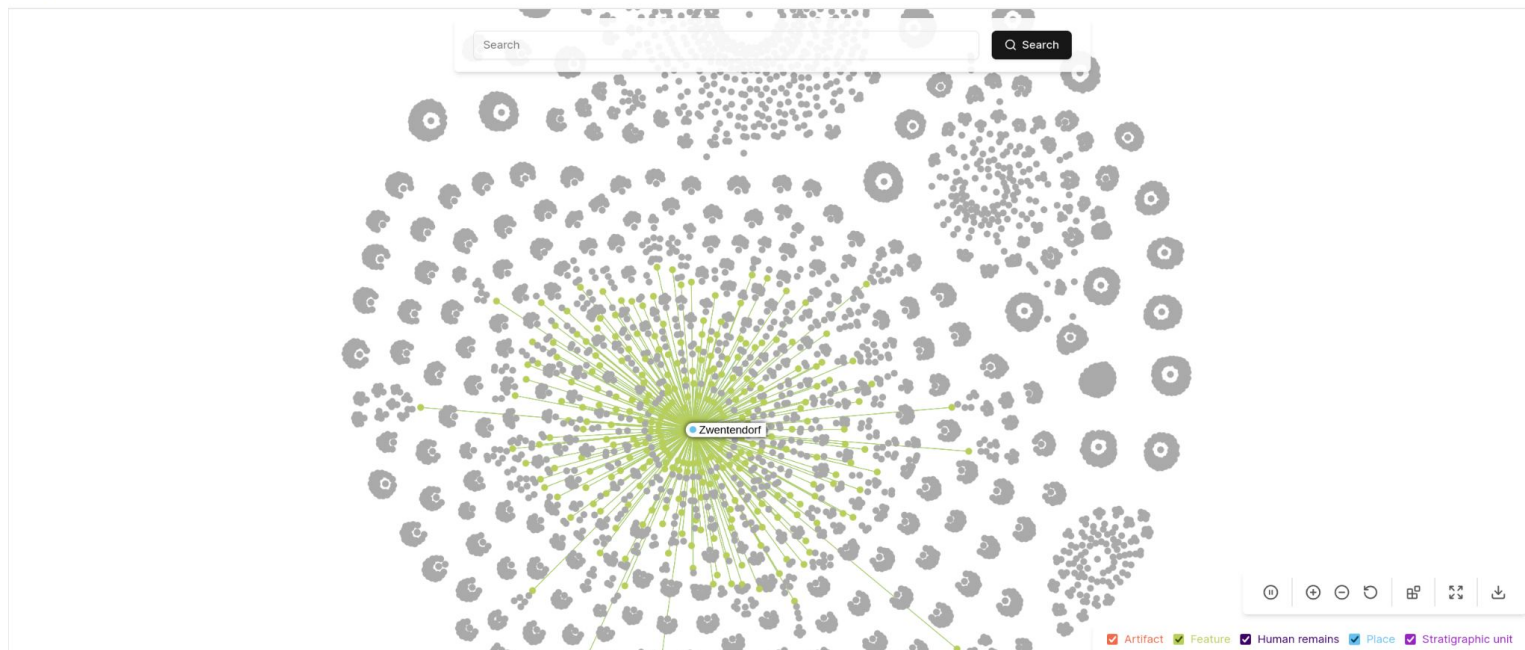 Search
Search
Zwentendorf
Artifact Feature Human remains Place Stratigraphic unit